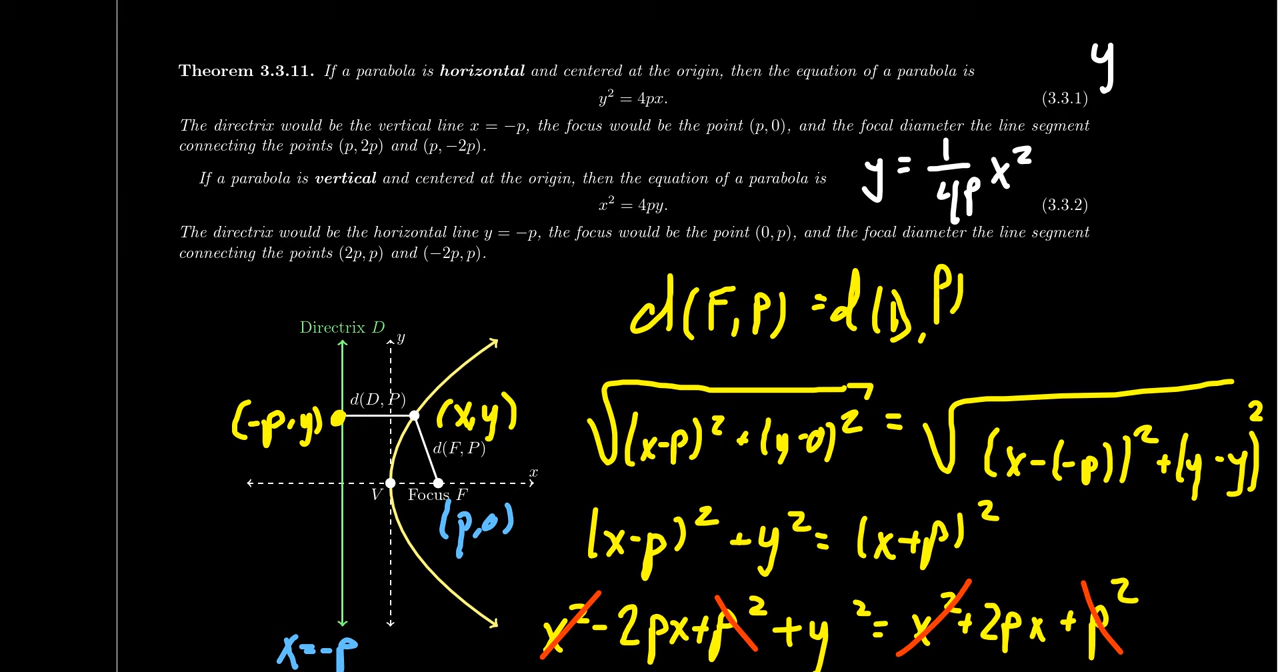 y
Theorem 3.3.11. If a parabola is horizontal and centered at the origin, then the equation of a parabola is
y² = 4px. (3.3.1)
The directrix would be the vertical line x = −p, the focus would be the point (p, 0), and the focal diameter the line segment
connecting the points (p, 2p) and (p, −2p).
If a parabola is vertical and centered at the origin, then the equation of a parabola is
y = 1/4p x²
x² = 4py. (3.3.2)
The directrix would be the horizontal line y = −p, the focus would be the point (0, p), and the focal diameter the line segment
connecting the points (2p, p) and (−2p, p).
d(F, P) = d(D, P)
Directrix D
y
d(D, P)
(-p, y)
(x, y)
d(F, P)
x
V
Focus F
(p, 0)
x = -p
√(x-p)² + (y-0)² = √(x-(-p))² + (y-y)²
(x-p)² + y² = (x+p)²
x² - 2px + p² + y² = x² + 2px + p²